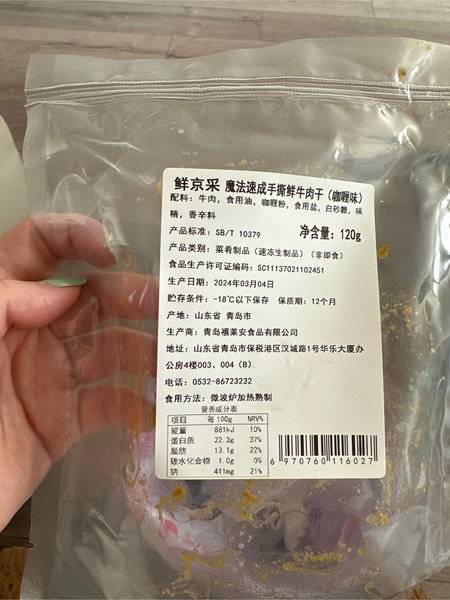 鲜京采 魔法速成手撕鲜牛肉干（咖喱味）
配料：牛肉，食用油，咖喱粉，食用盐，白砂糖，味
精，香辛料
产品标准：SB/T 10379 净含量：120g
产品类别：菜肴制品（速冻生制品）（非即食）
食品生产许可证编码：SC11137021102451
生产日期：2024年03月04日
贮存条件：-18℃以下保存 保质期：12个月
产地：山东省 青岛市
生产商：青岛禧莱安食品有限公司
地址：山东省青岛市保税港区汉城路1号华乐大厦办
公房4楼003、004（B）
电话：0532-86723232
食用方法：微波炉加热熟制
营养成分表
项目 每100g NRV%
能量 881kJ 10%
蛋白质 22.3g 37%
脂肪 13.1g 22%
碳水化合物 1.0g 0%
钠 411mg 21%
6 970760 116027